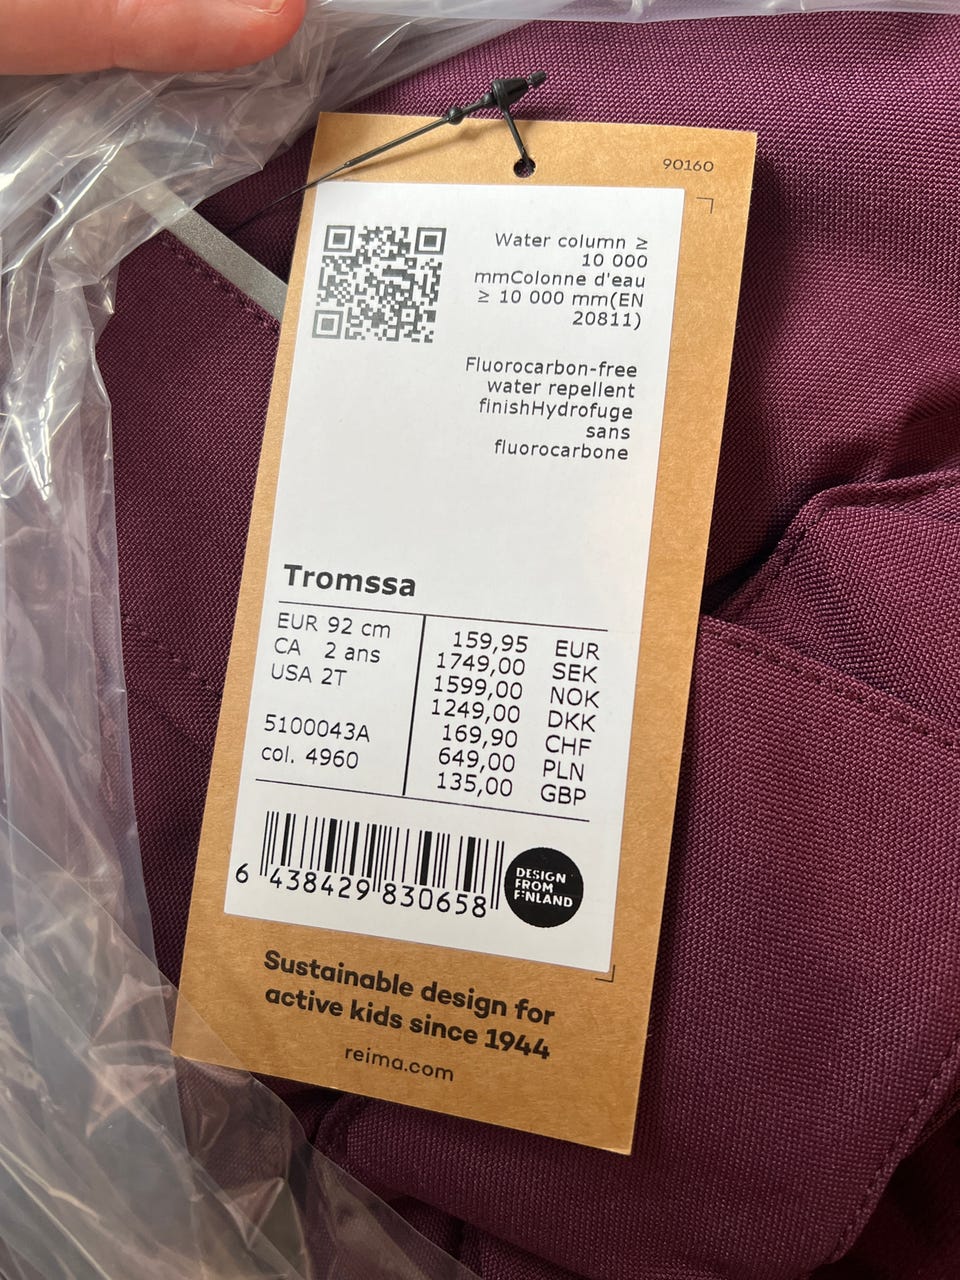 90160
Water column ≥
10 000
mmColonne d'eau
≥ 10 000 mm(EN
20811)
Fluorocarbon-free
water repellent
finishHydrofuge
sans
fluorocarbone
Tromssa
EUR 92 cm
CA 2 ans
USA 2T
5100043A
col. 4960
159,95 EUR
1749,00 SEK
1599,00 NOK
1249,00 DKK
169,90 CHF
649,00 PLN
135,00 GBP
6 438429 830658
DESIGN
FROM
FINLAND
Sustainable design for
active kids since 1944
reima.com